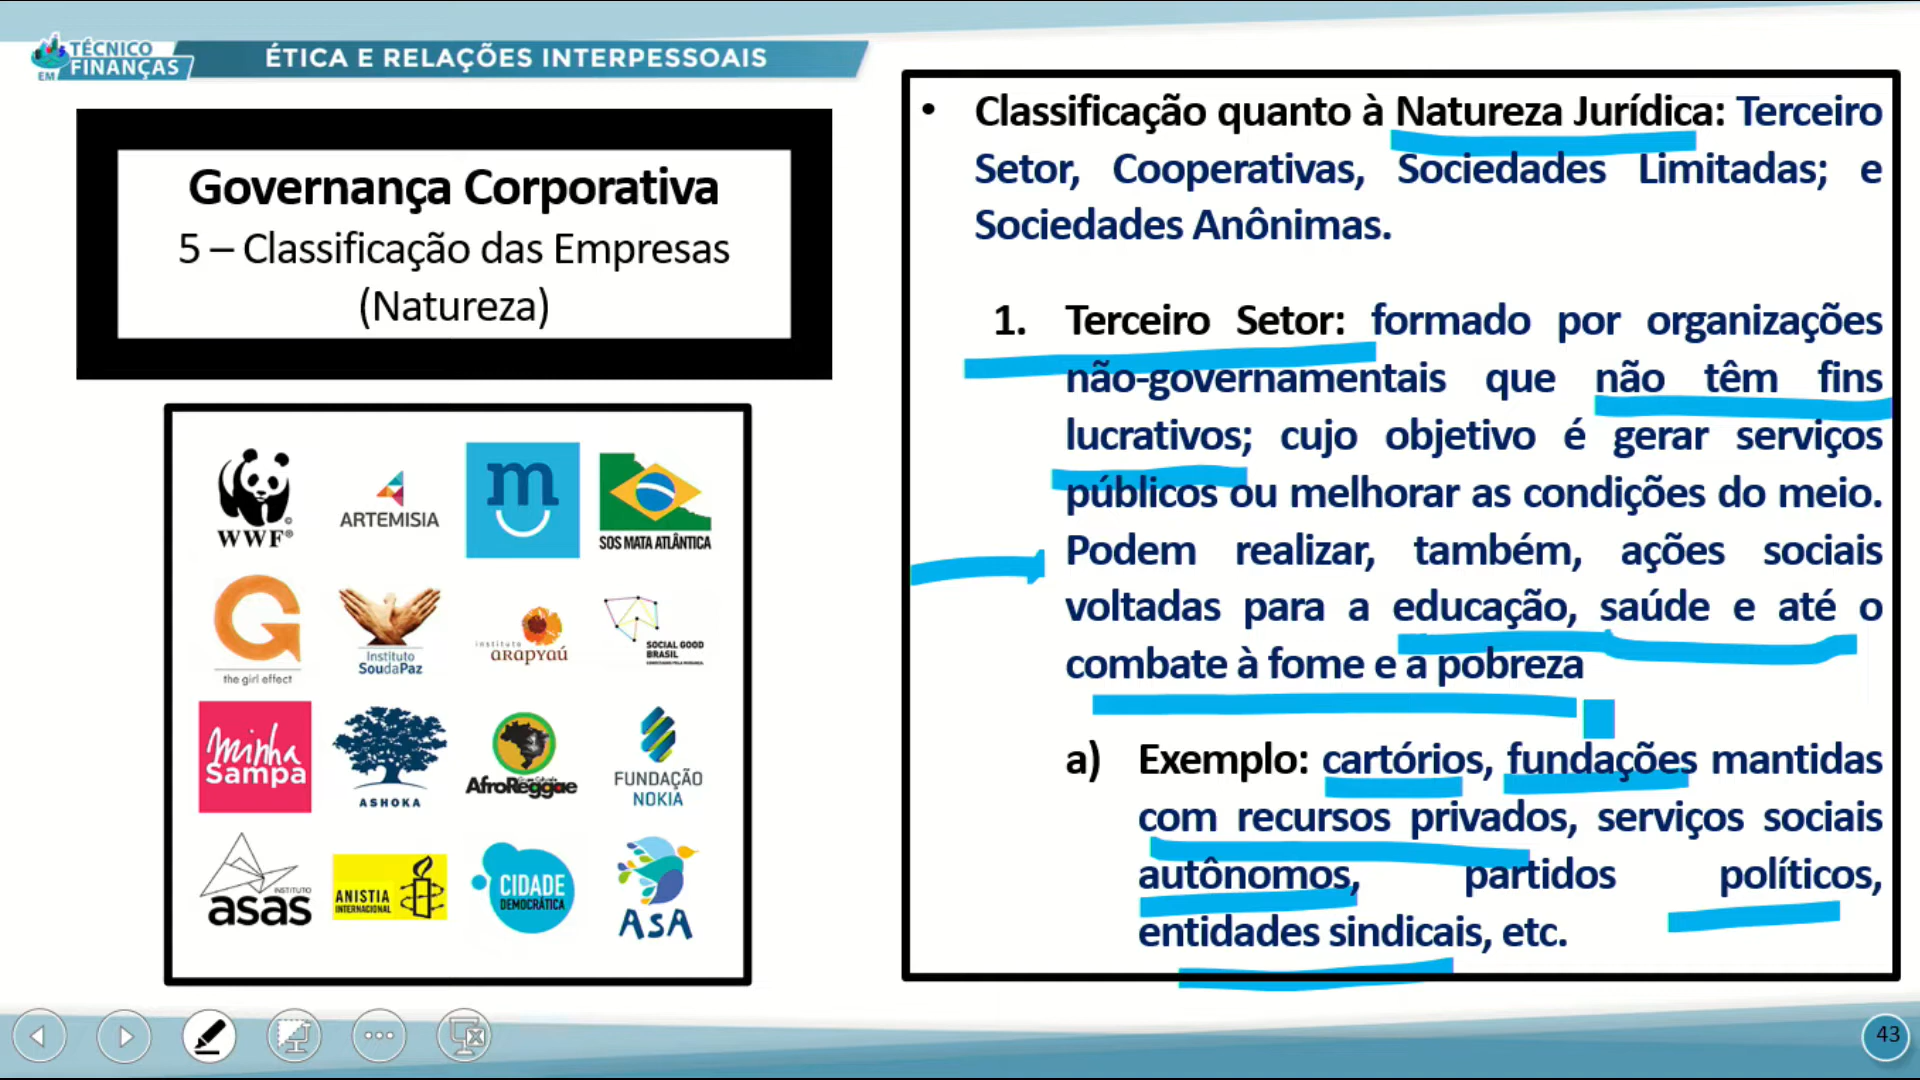 TÉCNICO
EM FINANÇAS
ÉTICA E RELAÇÕES INTERPESSOAIS
Governança Corporativa
5 – Classificação das Empresas
(Natureza)
WWF®
ARTEMISIA
m
SOS MATA ATLÂNTICA
the girl effect
Instituto
SoudaPaz
instituto
arapyaú
SOCIAL GOOD
BRASIL
minha
Sampa
ASHOKA
AfroReggae
FUNDAÇÃO
NOKIA
INSTITUTO
asas
ANISTIA
INTERNACIONAL
CIDADE
DEMOCRÁTICA
ASA
• Classificação quanto à Natureza Jurídica: Terceiro
Setor, Cooperativas, Sociedades Limitadas; e
Sociedades Anônimas.
1. Terceiro Setor: formado por organizações
não-governamentais que não têm fins
lucrativos; cujo objetivo é gerar serviços
públicos ou melhorar as condições do meio.
Podem realizar, também, ações sociais
voltadas para a educação, saúde e até o
combate à fome e a pobreza
a) Exemplo: cartórios, fundações mantidas
com recursos privados, serviços sociais
autônomos, partidos políticos,
entidades sindicais, etc.
43